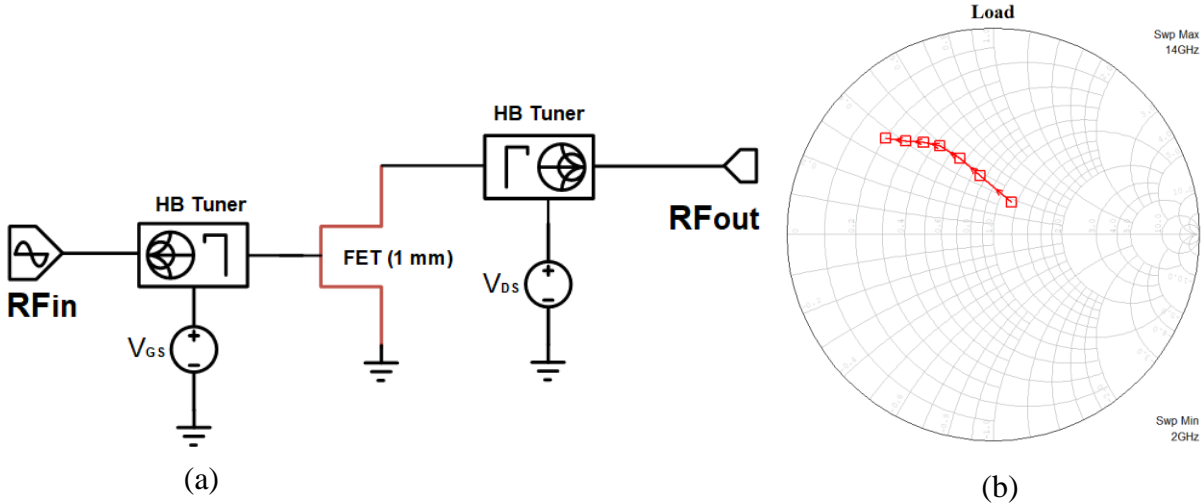 Load
Swp Max
14GHz
HB Tuner
HB Tuner
RFout
FET (1 mm)
RFin
VDS
VGS
Swp Min
2GHz
(a)
(b)